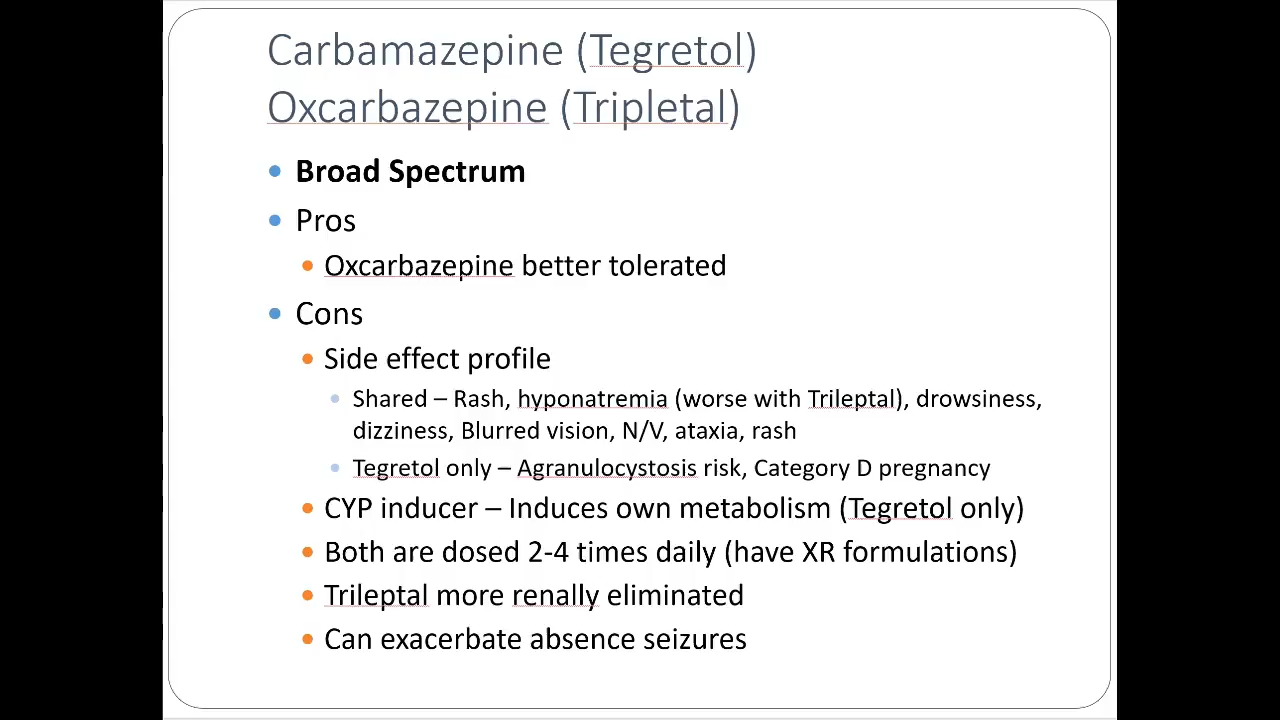 Carbamazepine (Tegretol)
Oxcarbazepine (Tripletal)
• Broad Spectrum
• Pros
• Oxcarbazepine better tolerated
• Cons
• Side effect profile
• Shared – Rash, hyponatremia (worse with Trileptal), drowsiness,
dizziness, Blurred vision, N/V, ataxia, rash
• Tegretol only – Agranulocystosis risk, Category D pregnancy
• CYP inducer – Induces own metabolism (Tegretol only)
• Both are dosed 2-4 times daily (have XR formulations)
• Trileptal more renally eliminated
• Can exacerbate absence seizures